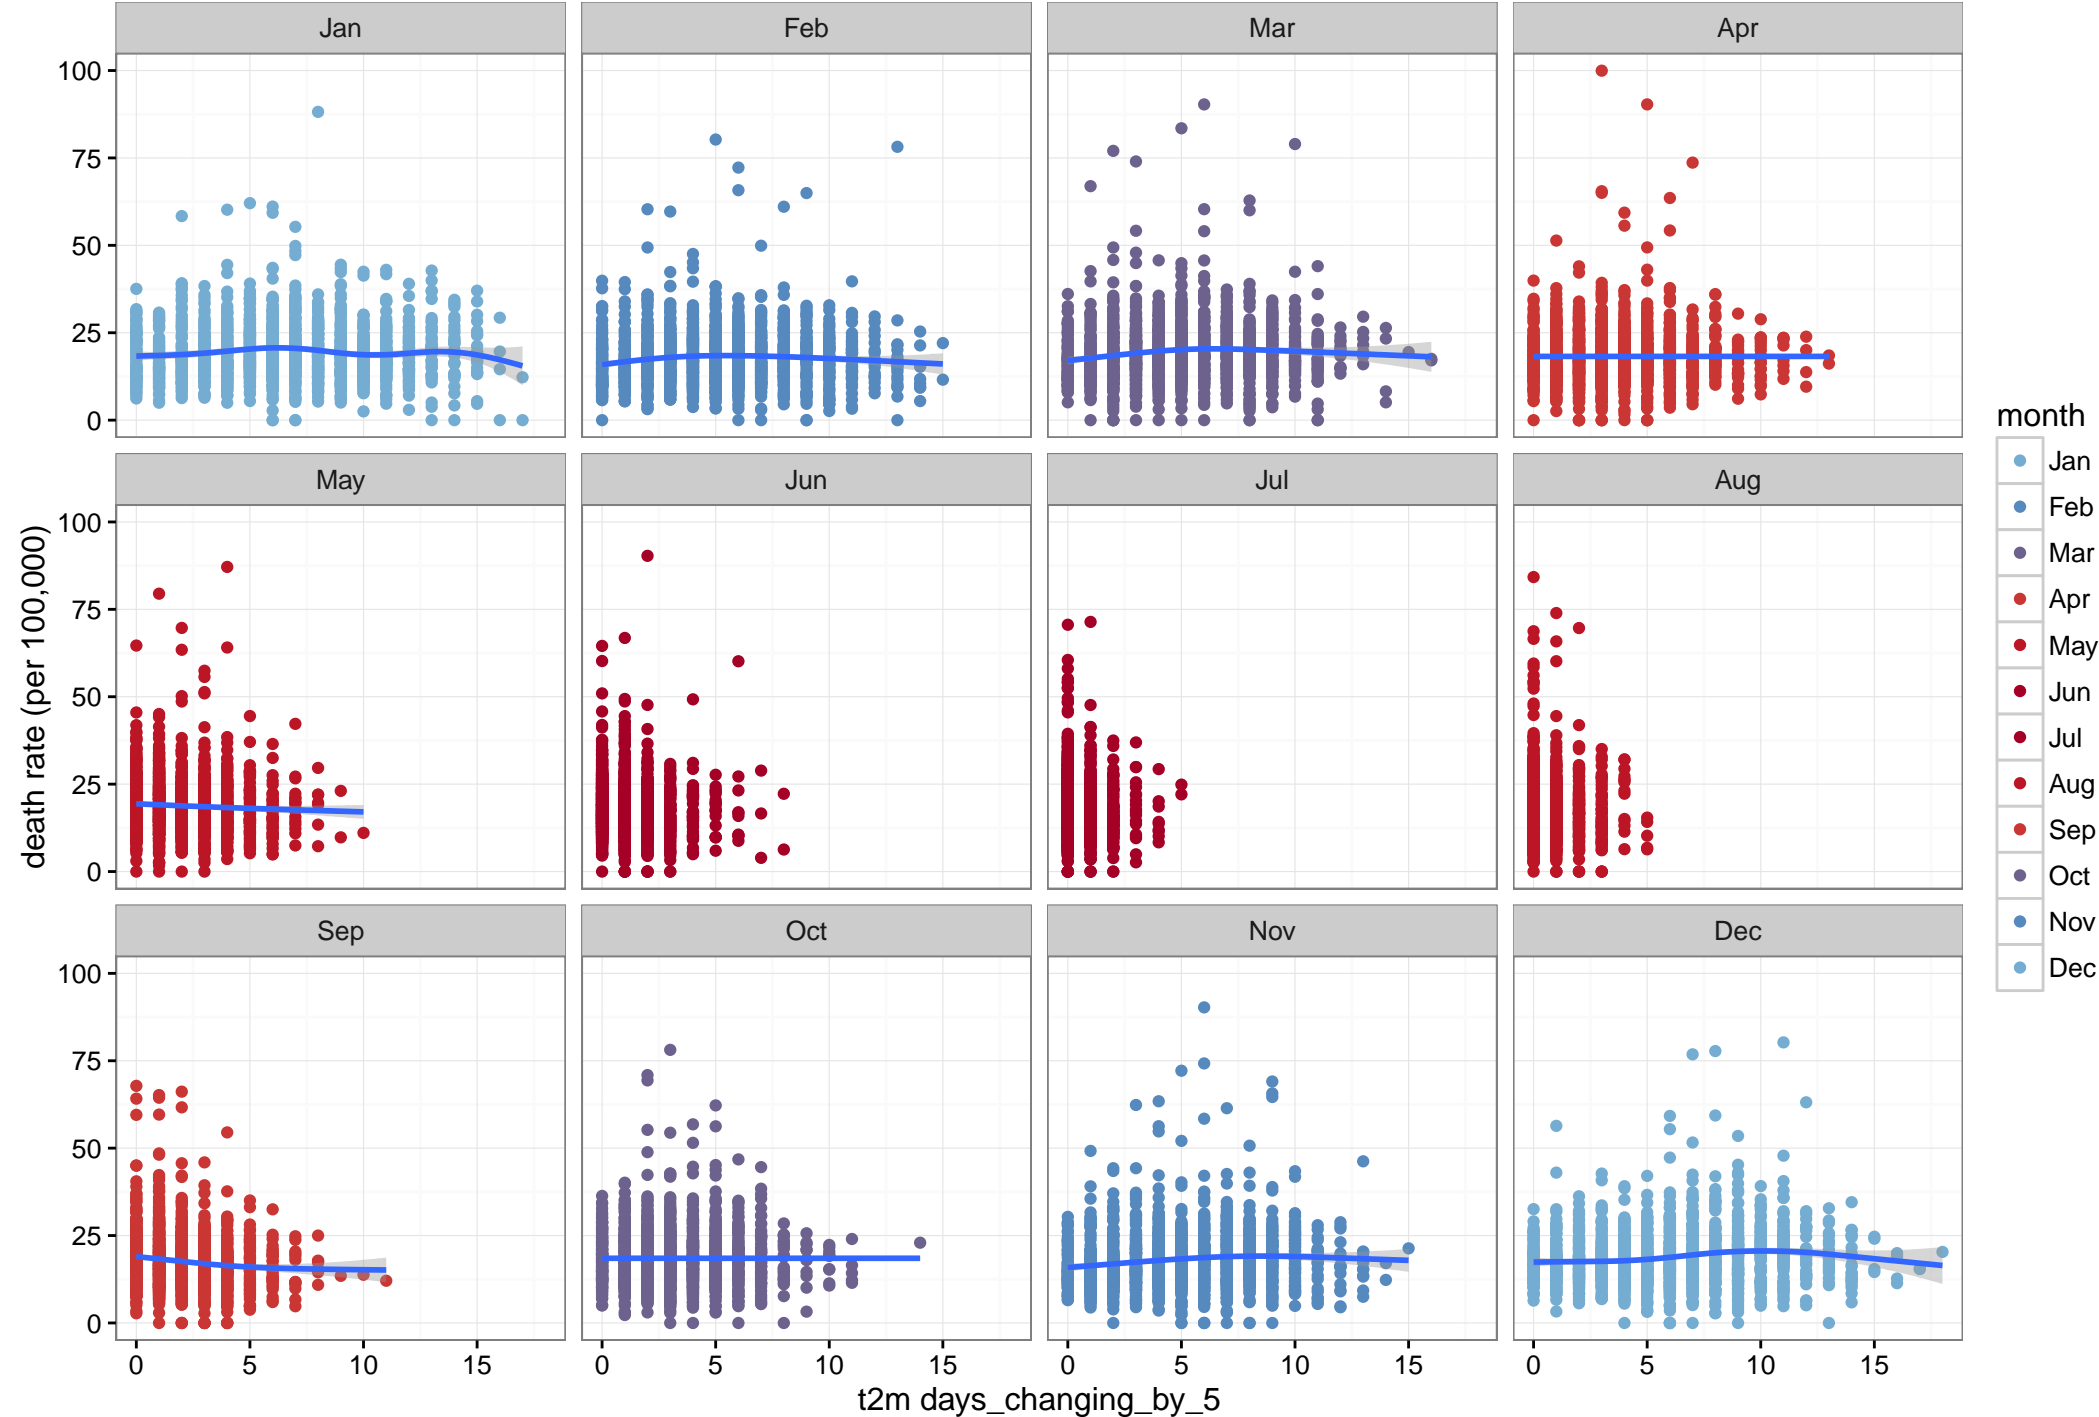 Jan Feb Mar Apr
100
75
50
25
0
May Jun Jul Aug
100
75
50
25
0
Sep Oct Nov Dec
100
75
50
25
0
0 5 10 15 0 5 10 15 0 5 10 15 0 5 10 15
t2m days_changing_by_5
death rate (per 100,000)
month
Jan
Feb
Mar
Apr
May
Jun
Jul
Aug
Sep
Oct
Nov
Dec